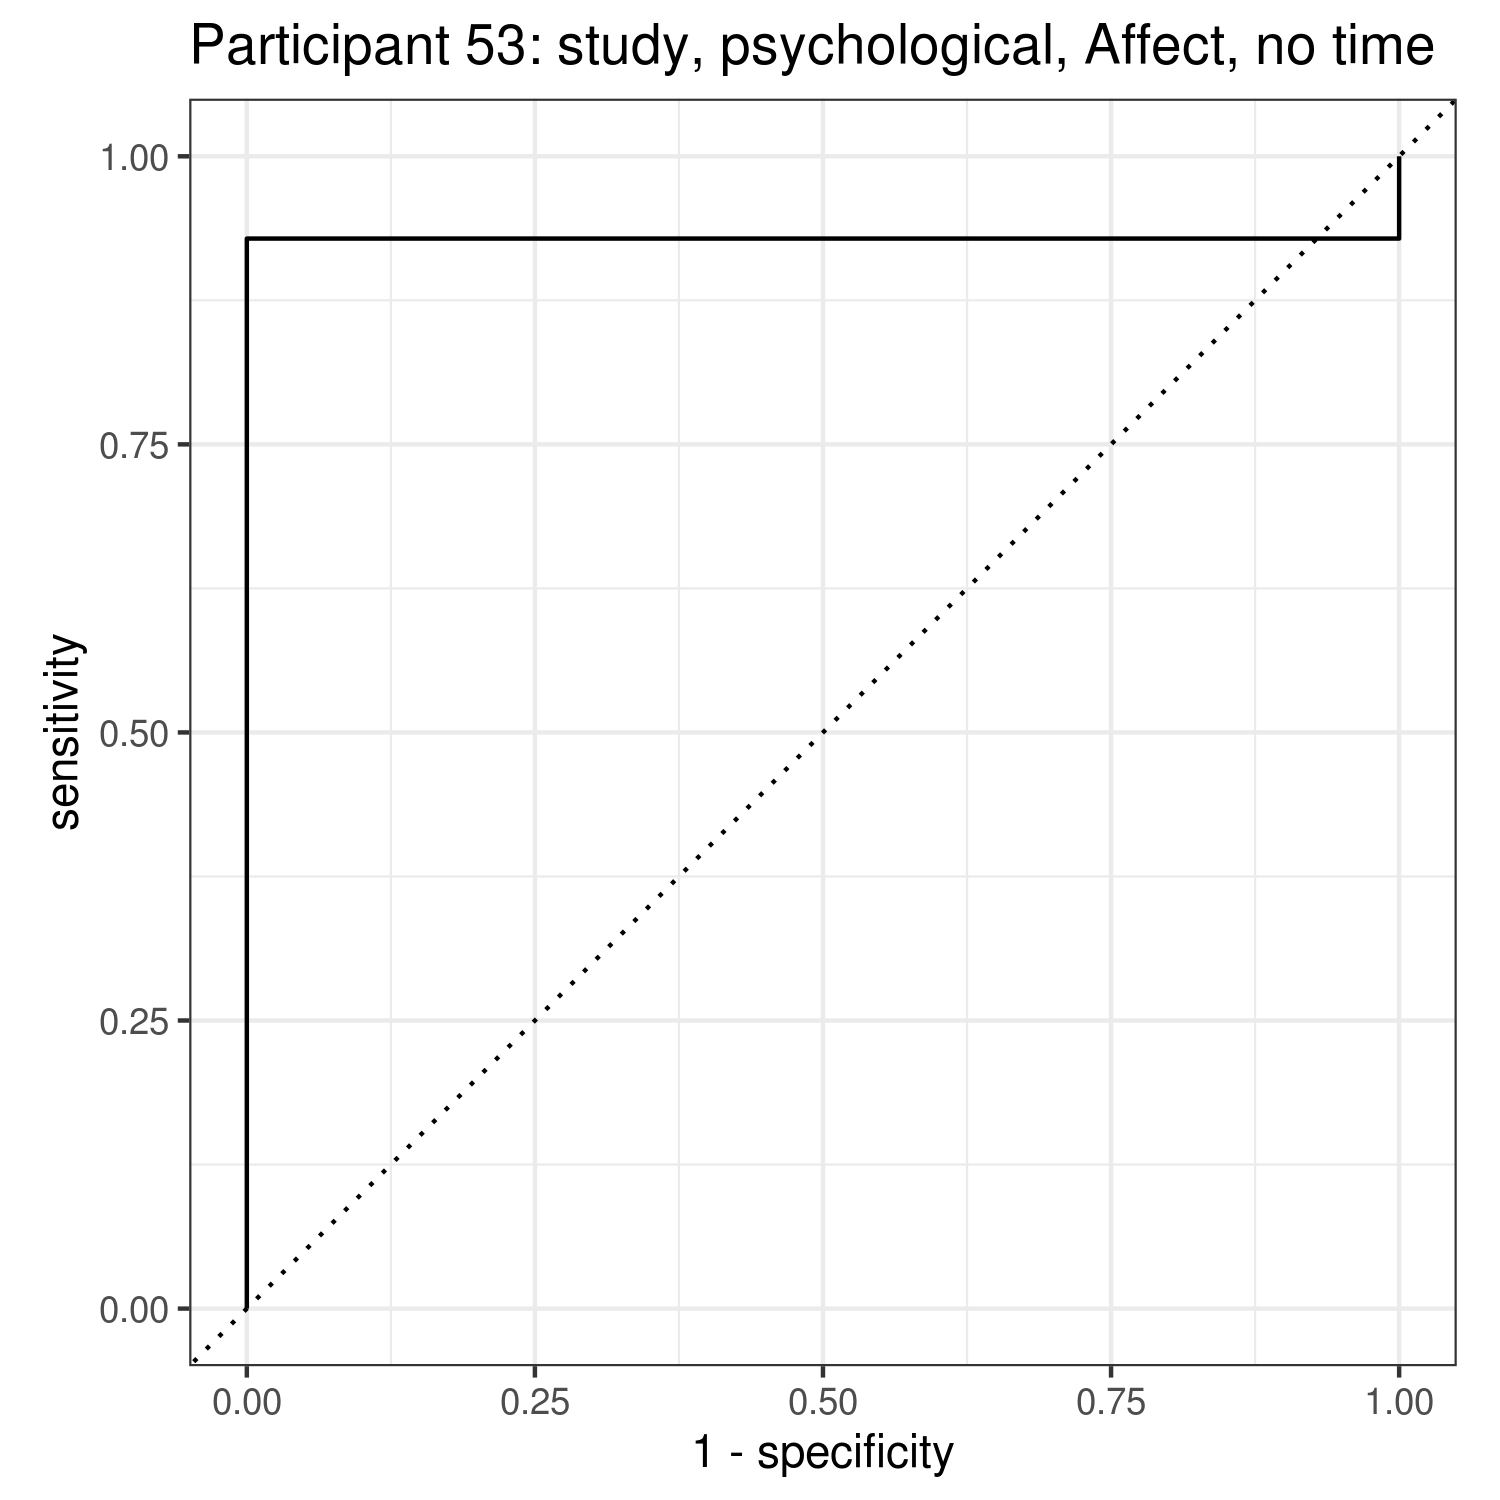 Participant 53: study, psychological, Affect, no time
1.00
0.75
0.50
0.25
0.00
sensitivity
0.00 0.25 0.50 0.75 1.00
1 - specificity